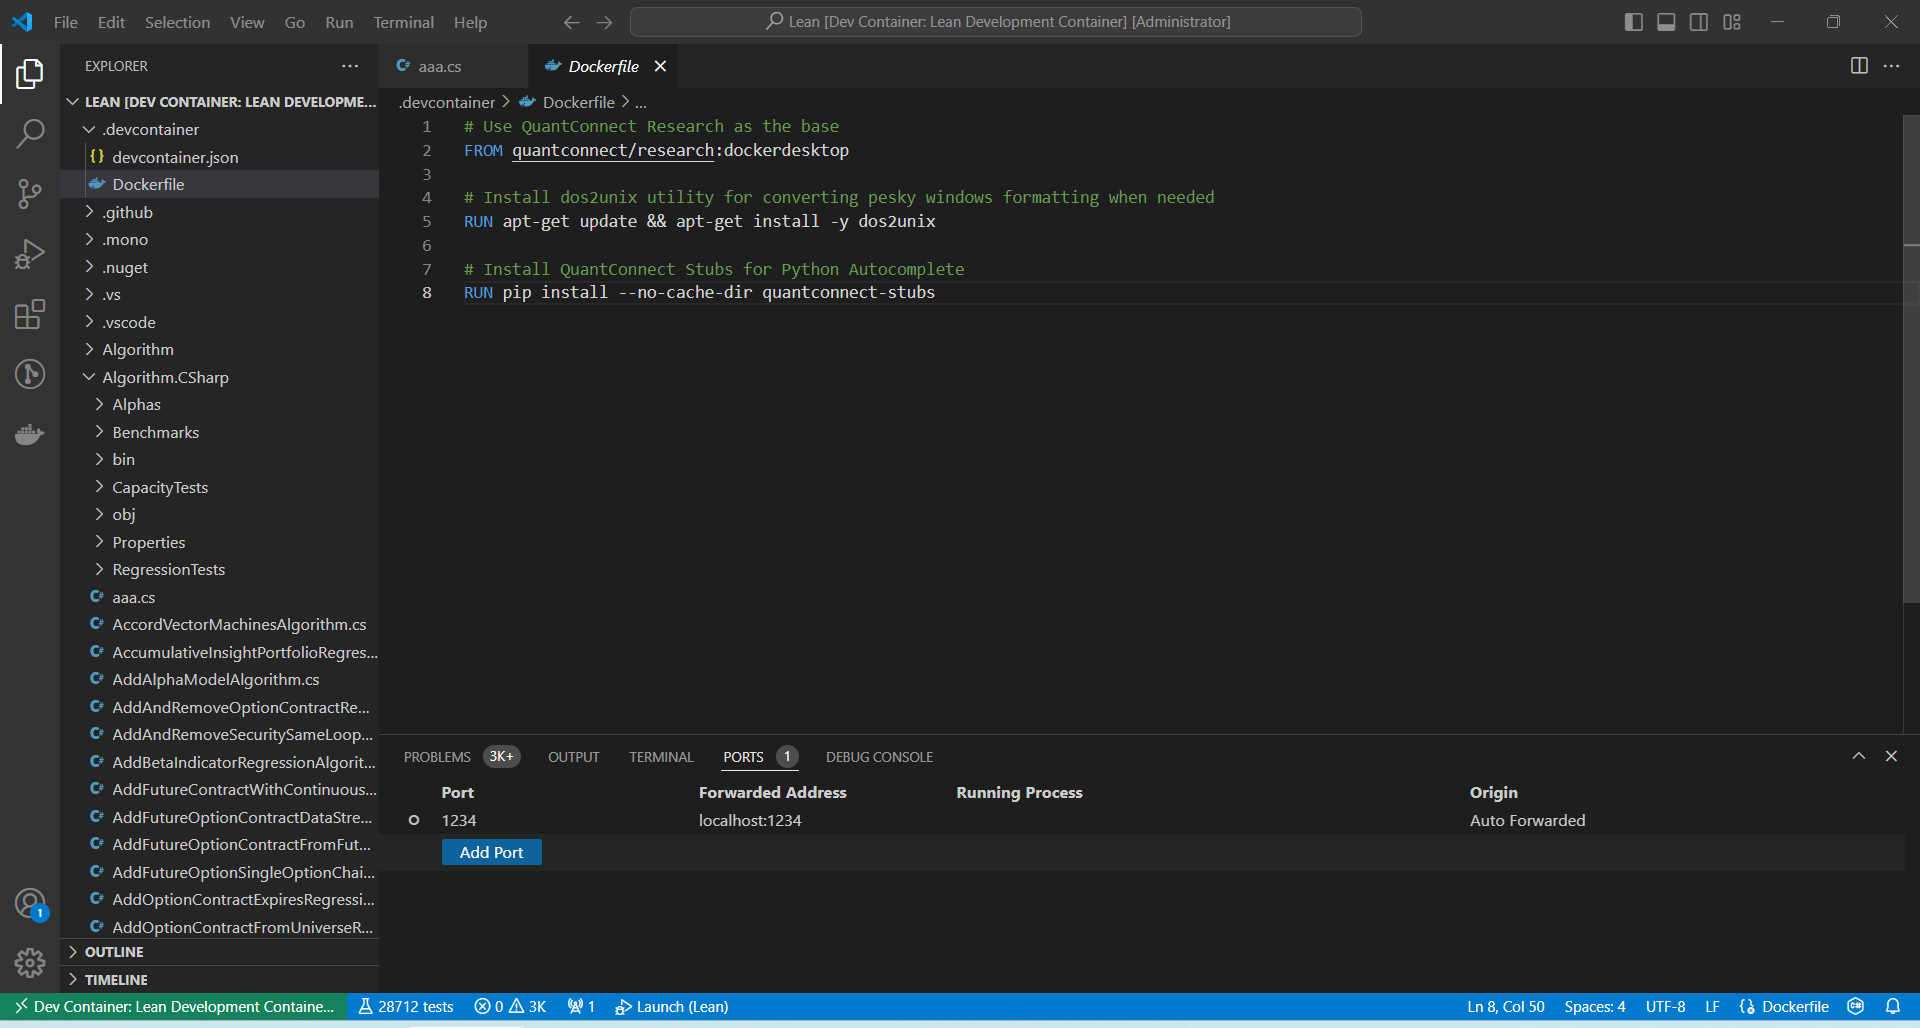 File Edit Selection View Go Run Terminal Help
Lean [Dev Container: Lean Development Container] [Administrator]
EXPLORER
LEAN [DEV CONTAINER: LEAN DEVELOPME...
.devcontainer
{} devcontainer.json
Dockerfile
.github
.mono
.nuget
.vs
.vscode
Algorithm
Algorithm.CSharp
Alphas
Benchmarks
bin
CapacityTests
obj
Properties
RegressionTests
C# aaa.cs
C# AccordVectorMachinesAlgorithm.cs
C# AccumulativeInsightPortfolioRegres...
C# AddAlphaModelAlgorithm.cs
C# AddAndRemoveOptionContractRe...
C# AddAndRemoveSecuritySameLoop...
C# AddBetaIndicatorRegressionAlgorit...
C# AddFutureContractWithContinuous...
C# AddFutureOptionContractDataStre...
C# AddFutureOptionContractFromFut...
C# AddFutureOptionSingleOptionChai...
C# AddOptionContractExpiresRegressi...
C# AddOptionContractFromUniverseR...
OUTLINE
TIMELINE
1
C# aaa.cs
Dockerfile
.devcontainer > Dockerfile > ...
1 # Use QuantConnect Research as the base
2 FROM quantconnect/research:dockerdesktop
3
4 # Install dos2unix utility for converting pesky windows formatting when needed
5 RUN apt-get update && apt-get install -y dos2unix
6
7 # Install QuantConnect Stubs for Python Autocomplete
8 RUN pip install --no-cache-dir quantconnect-stubs
PROBLEMS 3K+ OUTPUT TERMINAL PORTS 1 DEBUG CONSOLE
Port Forwarded Address Running Process Origin
1234 localhost:1234 Auto Forwarded
Add Port
Dev Container: Lean Development Containe... 28712 tests 0 3K 1 Launch (Lean) Ln 8, Col 50 Spaces: 4 UTF-8 LF Dockerfile